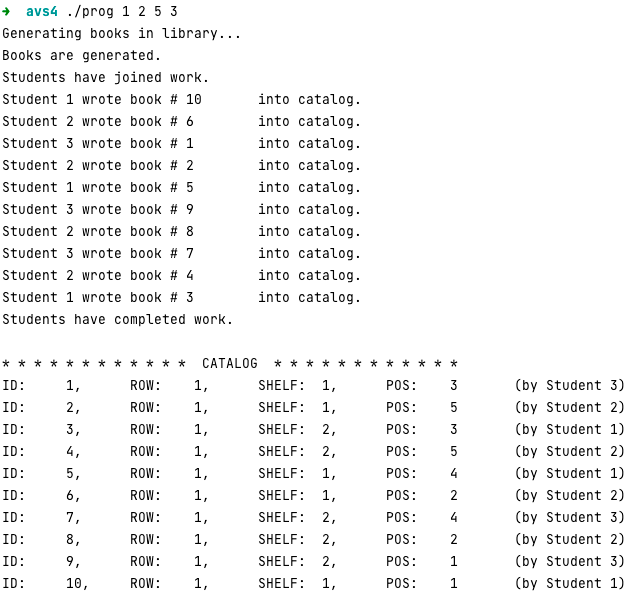 ➜ avs4 ./prog 1 2 5 3
Generating books in library...
Books are generated.
Students have joined work.
Student 1 wrote book # 10 into catalog.
Student 2 wrote book # 6 into catalog.
Student 3 wrote book # 1 into catalog.
Student 2 wrote book # 2 into catalog.
Student 1 wrote book # 5 into catalog.
Student 3 wrote book # 9 into catalog.
Student 2 wrote book # 8 into catalog.
Student 3 wrote book # 7 into catalog.
Student 2 wrote book # 4 into catalog.
Student 1 wrote book # 3 into catalog.
Students have completed work.
* * * * * * * * * * * * CATALOG * * * * * * * * * * * *
ID: 1, ROW: 1, SHELF: 1, POS: 3 (by Student 3)
ID: 2, ROW: 1, SHELF: 1, POS: 5 (by Student 2)
ID: 3, ROW: 1, SHELF: 2, POS: 3 (by Student 1)
ID: 4, ROW: 1, SHELF: 2, POS: 5 (by Student 2)
ID: 5, ROW: 1, SHELF: 1, POS: 4 (by Student 1)
ID: 6, ROW: 1, SHELF: 1, POS: 2 (by Student 2)
ID: 7, ROW: 1, SHELF: 2, POS: 4 (by Student 3)
ID: 8, ROW: 1, SHELF: 2, POS: 2 (by Student 2)
ID: 9, ROW: 1, SHELF: 2, POS: 1 (by Student 3)
ID: 10, ROW: 1, SHELF: 1, POS: 1 (by Student 1)